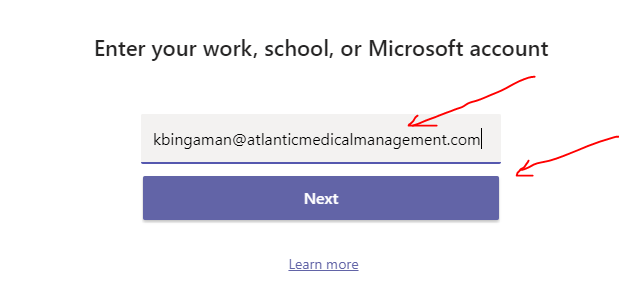 Enter your work, school, or Microsoft account
kbingaman@atlanticmedicalmanagement.com
Next
Learn more